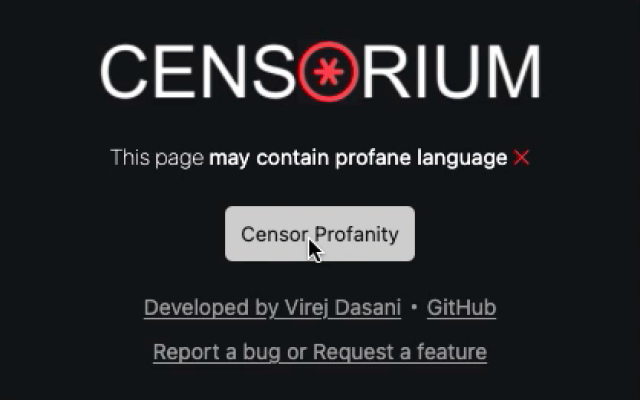 CENSORIUM
This page may contain profane language ×
Censor Profanity
Developed by Virej Dasani • GitHub
Report a bug or Request a feature